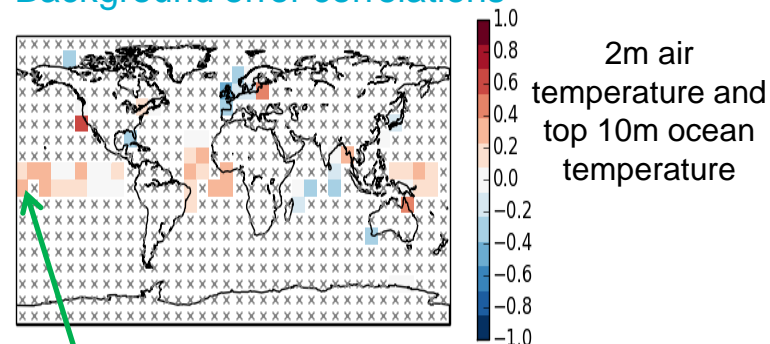 Background error correlations
1.0
0.8
0.6
0.4
0.2
0.0
−0.2
−0.4
−0.6
−0.8
−1.0
2m air
temperature and
top 10m ocean
temperature